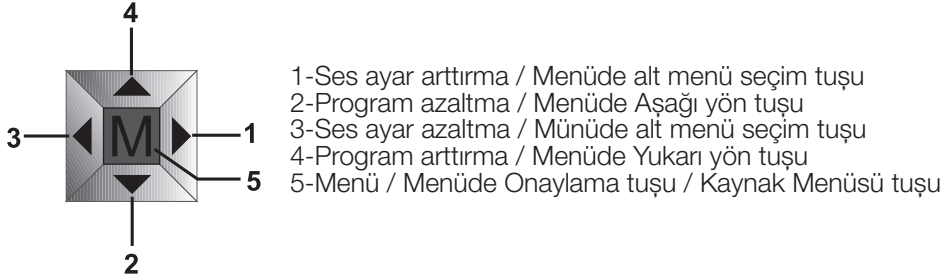 4
1-Ses ayar arttırma / Menüde alt menü seçim tuşu
2-Program azaltma / Menüde Aşağı yön tuşu
3 M 1
3-Ses ayar azaltma / Münüde alt menü seçim tuşu
4-Program arttırma / Menüde Yukarı yön tuşu
5
5-Menü / Menüde Onaylama tuşu / Kaynak Menüsü tuşu
2